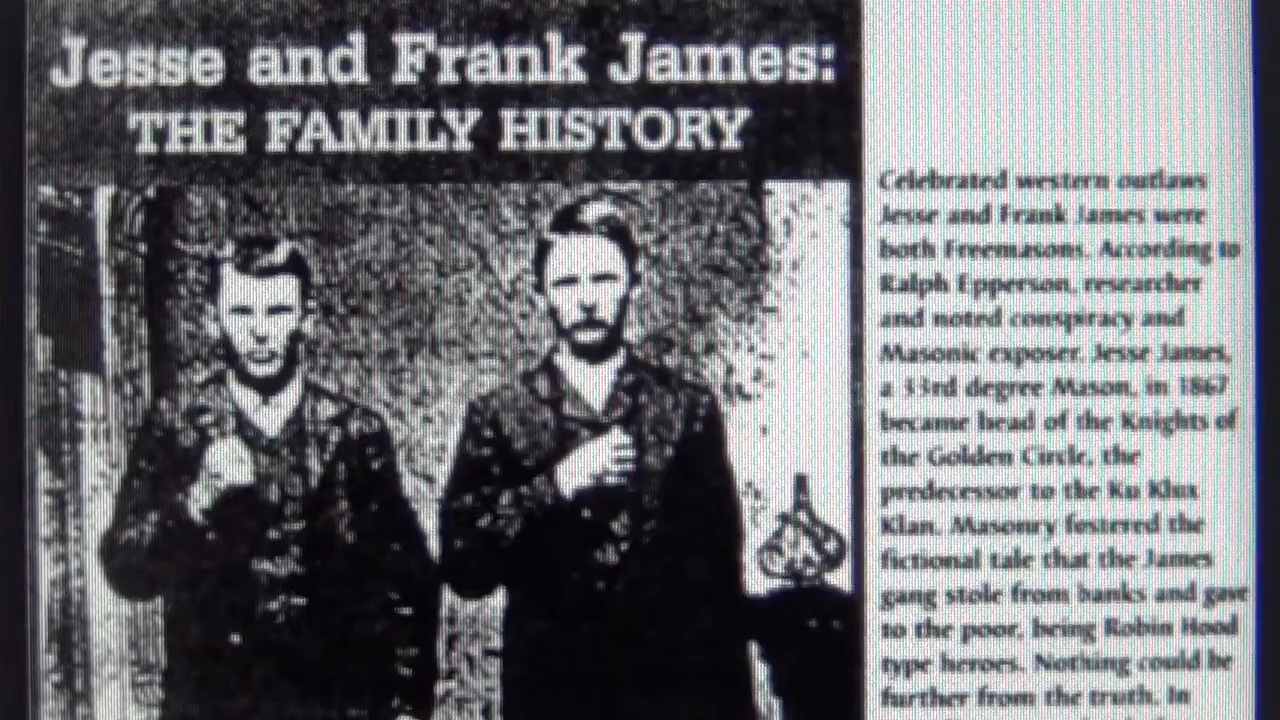 Jesse and Frank James:
THE FAMILY HISTORY
Celebrated western outlaws
Jesse and Frank James were
both Freemasons. According to
Ralph Epperson, researcher
and noted conspiracy and
Masonic exposer, Jesse James,
a 33rd degree Mason, in 1867
became head of the Knights of
the Golden Circle, the
predecessor to the Ku Klux
Klan. Masonry fostered the
fictional tale that the James
gang stole from banks and gave
to the poor, being Robin Hood
type heroes. Nothing could be
further from the truth. In